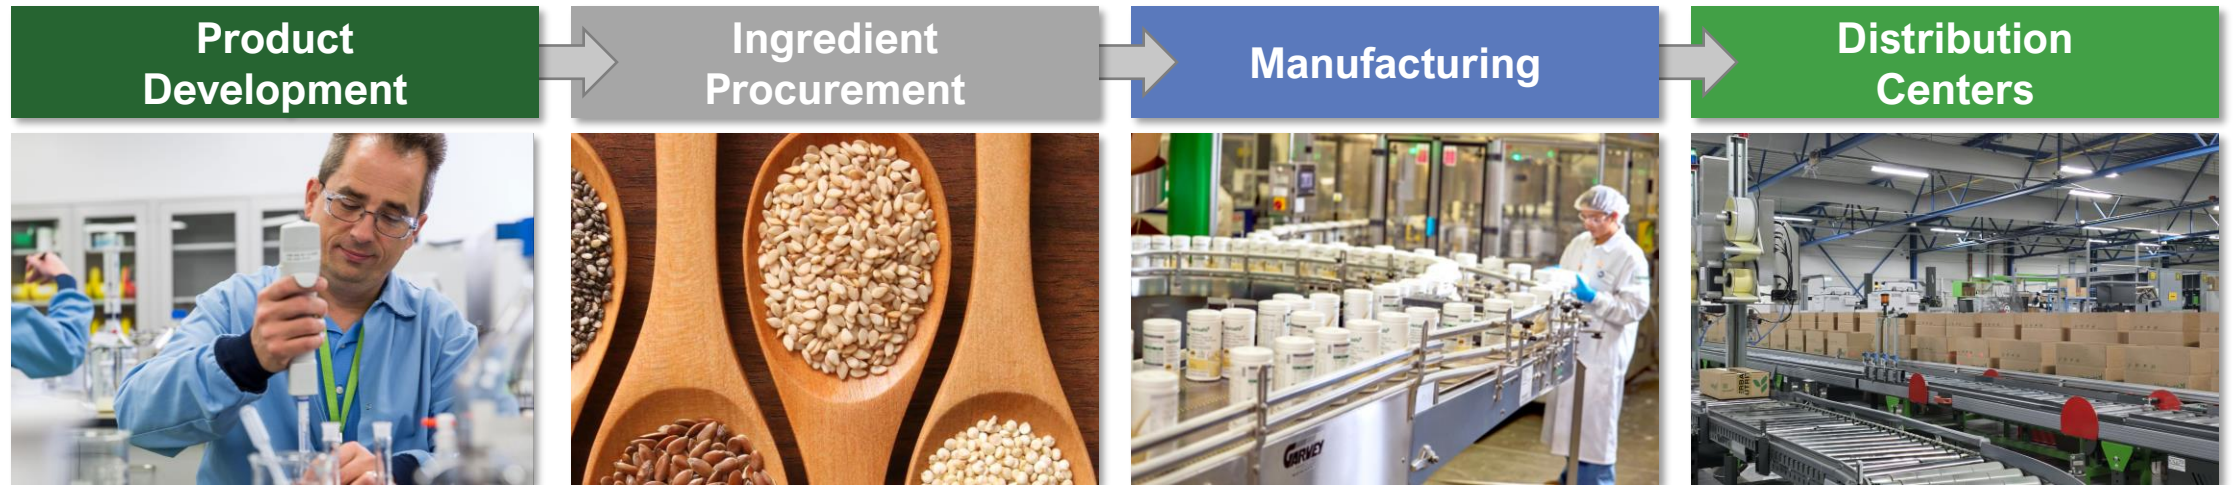 Product
Development
Ingredient
Procurement
Manufacturing
Distribution
Centers
GARVEY